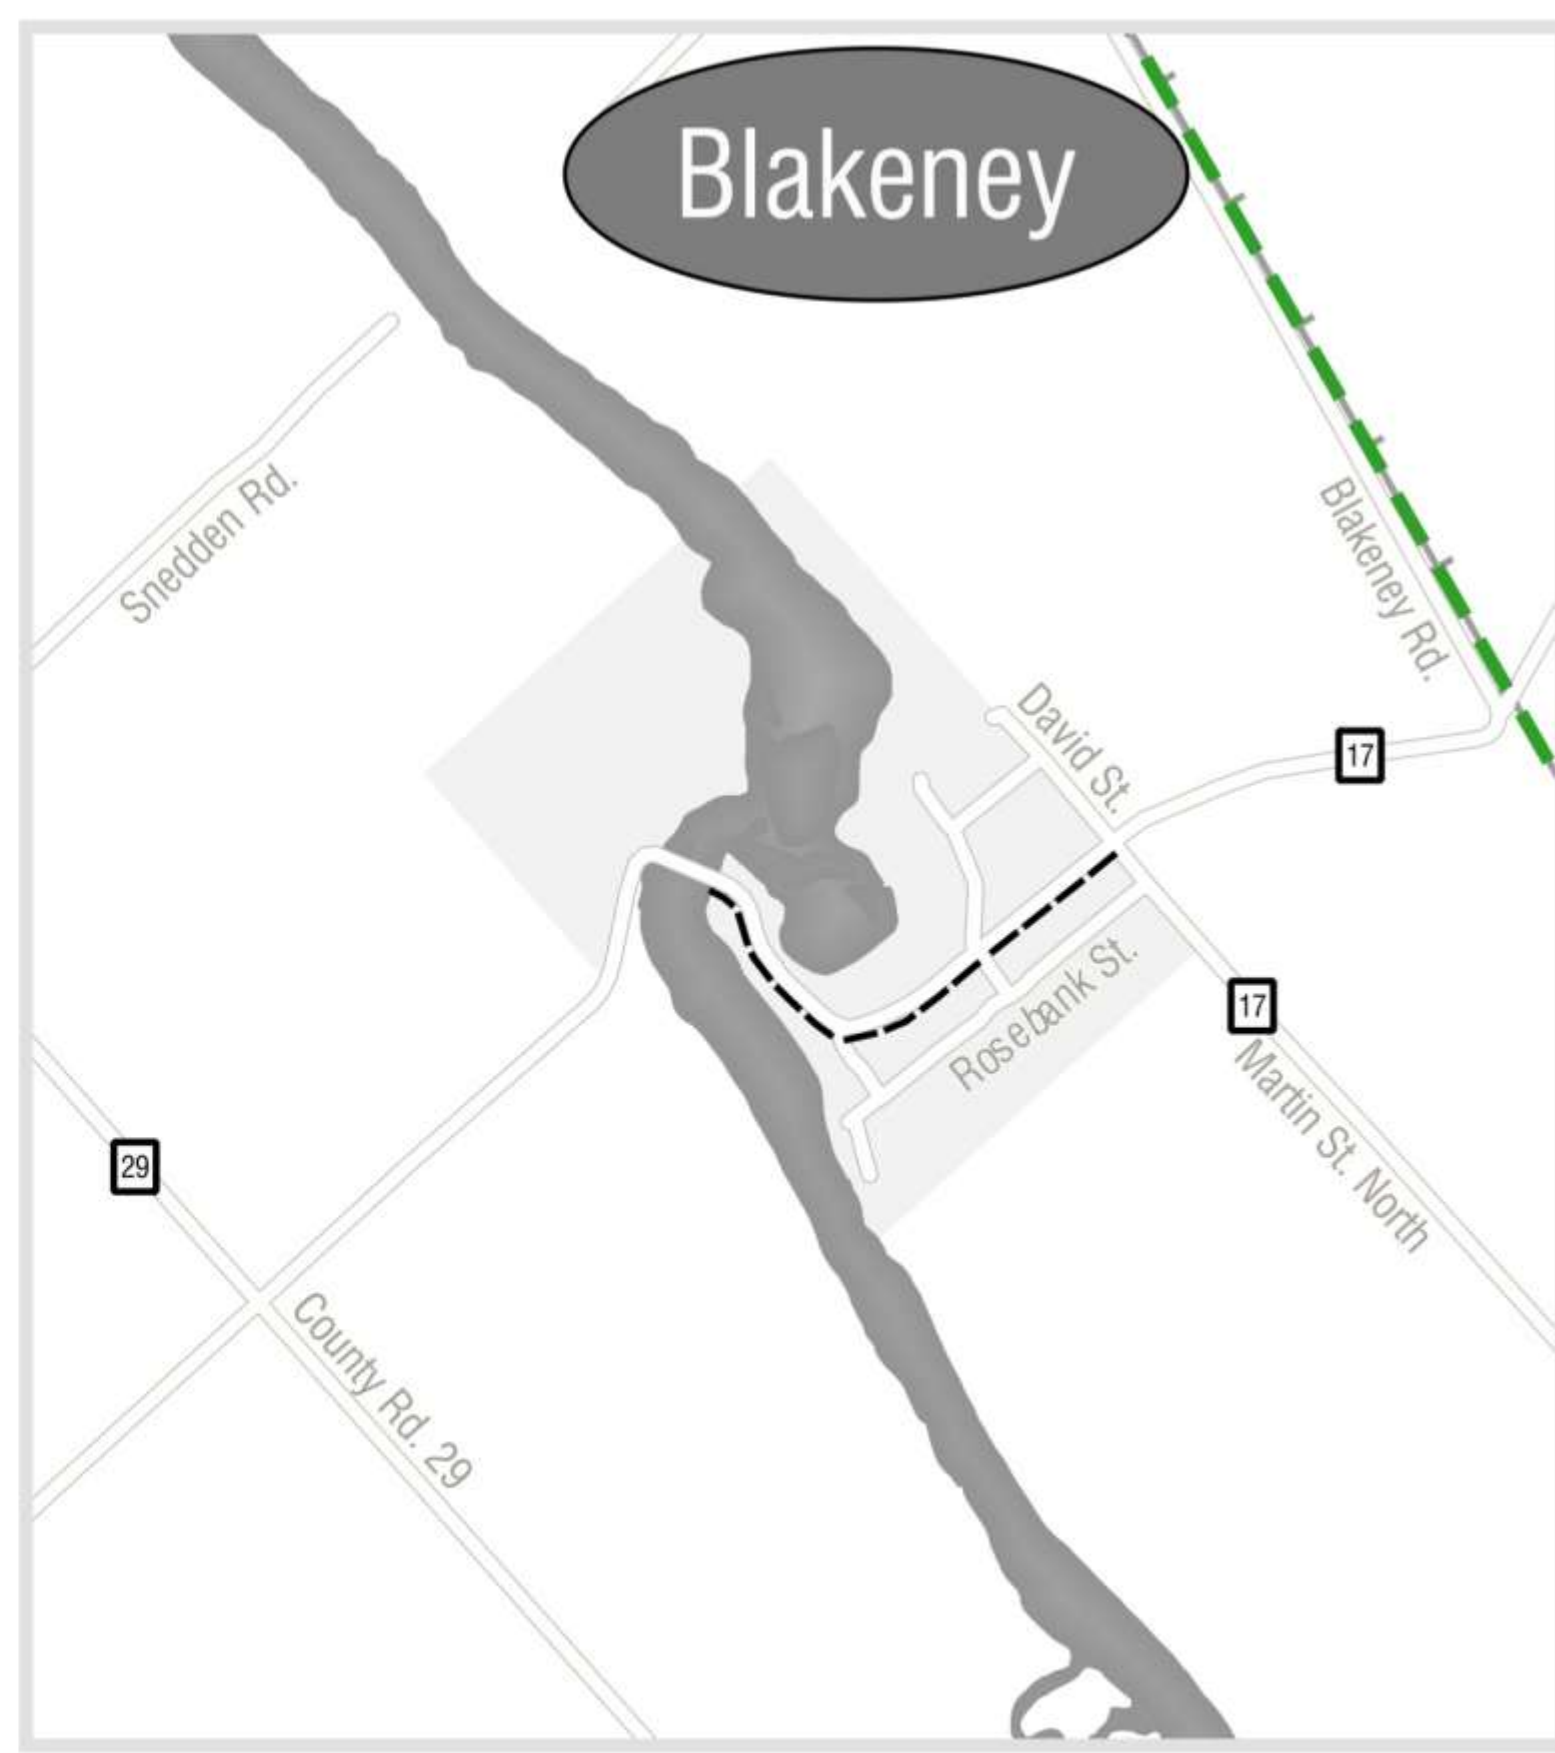 Blakeney
Snedden Rd.
Blakeney Rd.
David St.
17
Rosebank St.
17
Martin St. North
29
County Rd. 29